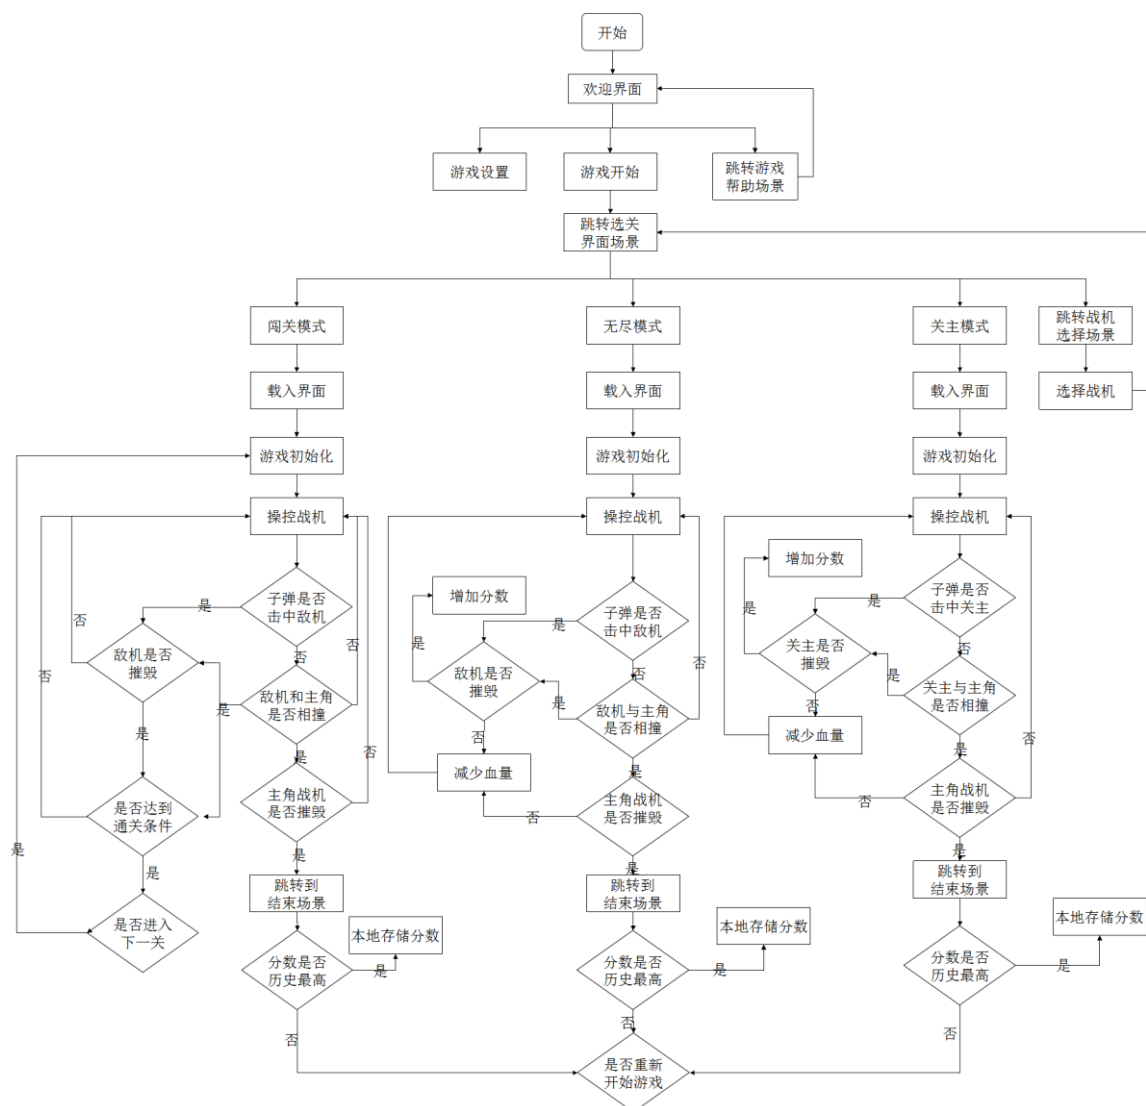 开始
欢迎界面
游戏设置
游戏开始
跳转游戏
帮助场景
跳转选关
界面场景
闯关模式
无尽模式
关主模式
跳转战机
选择场景
载入界面
载入界面
载入界面
选择战机
游戏初始化
游戏初始化
游戏初始化
操控战机
操控战机
操控战机
增加分数
子弹是否
击中关主
是
是
否
关主是否
摧毁
是
否
关主与主角
是否相撞
是
否
减少血量
是
否
主角战机
是否摧毁
否
是
增加分数
子弹是否
击中敌机
是
是
否
敌机是否
摧毁
是
否
敌机与主角
是否相撞
否
是
减少血量
主角战机
是否摧毁
否
是
子弹是否
击中敌机
是
否
否
否
敌机是否
摧毁
否
敌机和主角
是否相撞
是
是
是
否
主角战机
是否摧毁
是否达到
通关条件
是
是
是
是否进入
下一关
跳转到
结束场景
跳转到
结束场景
跳转到
结束场景
本地存储分数
本地存储分数
本地存储分数
分数是否
历史最高
是
分数是否
历史最高
是
分数是否
历史最高
是
否
否
否
是否重新
开始游戏